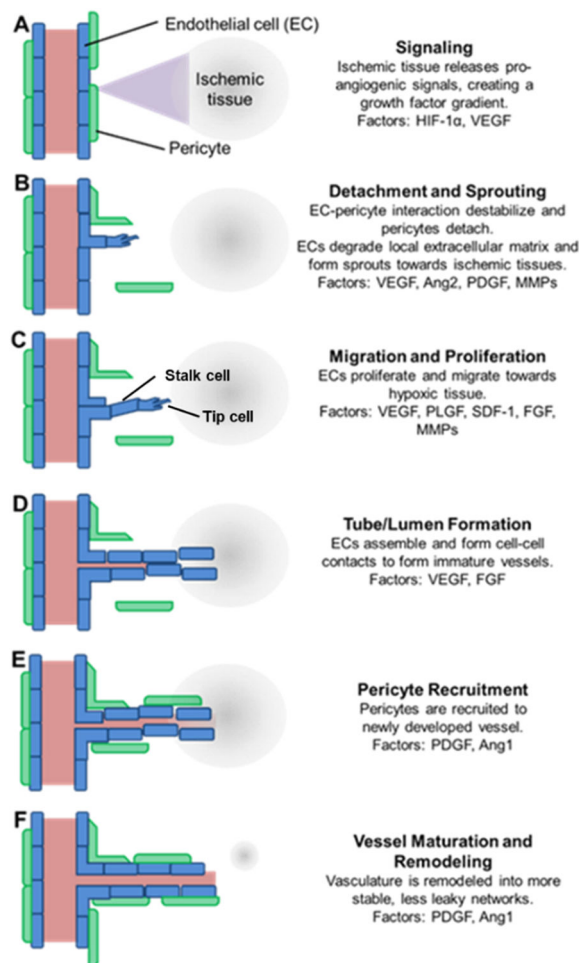 A
Endothelial cell (EC)
Ischemic
tissue
Pericyte
Signaling
Ischemic tissue releases pro-
angiogenic signals, creating a
growth factor gradient.
Factors: HIF-1α, VEGF
B
Detachment and Sprouting
EC-pericyte interaction destabilize and
pericytes detach.
ECs degrade local extracellular matrix and
form sprouts towards ischemic tissues.
Factors: VEGF, Ang2, PDGF, MMPs
C
Stalk cell
Tip cell
Migration and Proliferation
ECs proliferate and migrate towards
hypoxic tissue.
Factors: VEGF, PLGF, SDF-1, FGF,
MMPs
D
Tube/Lumen Formation
ECs assemble and form cell-cell
contacts to form immature vessels.
Factors: VEGF, FGF
E
Pericyte Recruitment
Pericytes are recruited to
newly developed vessel.
Factors: PDGF, Ang1
F
Vessel Maturation and
Remodeling
Vasculature is remodeled into more
stable, less leaky networks.
Factors: PDGF, Ang1